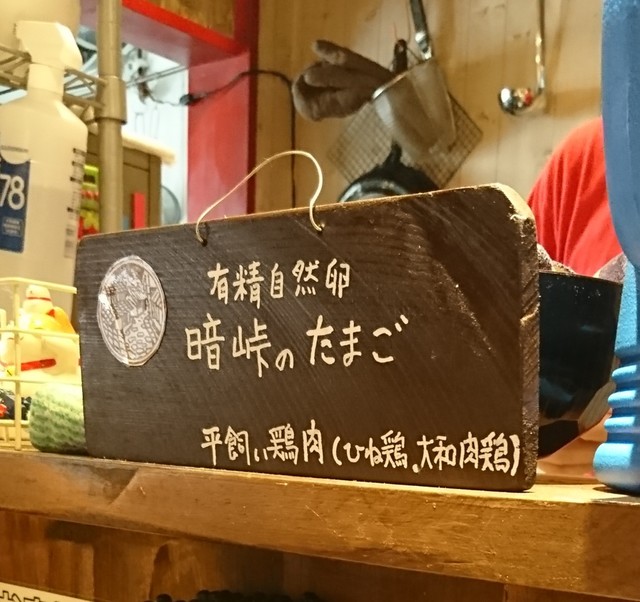 有精自然卵
暗峠のたまご
平飼い鶏肉(ひね鶏、大和肉鶏)
78